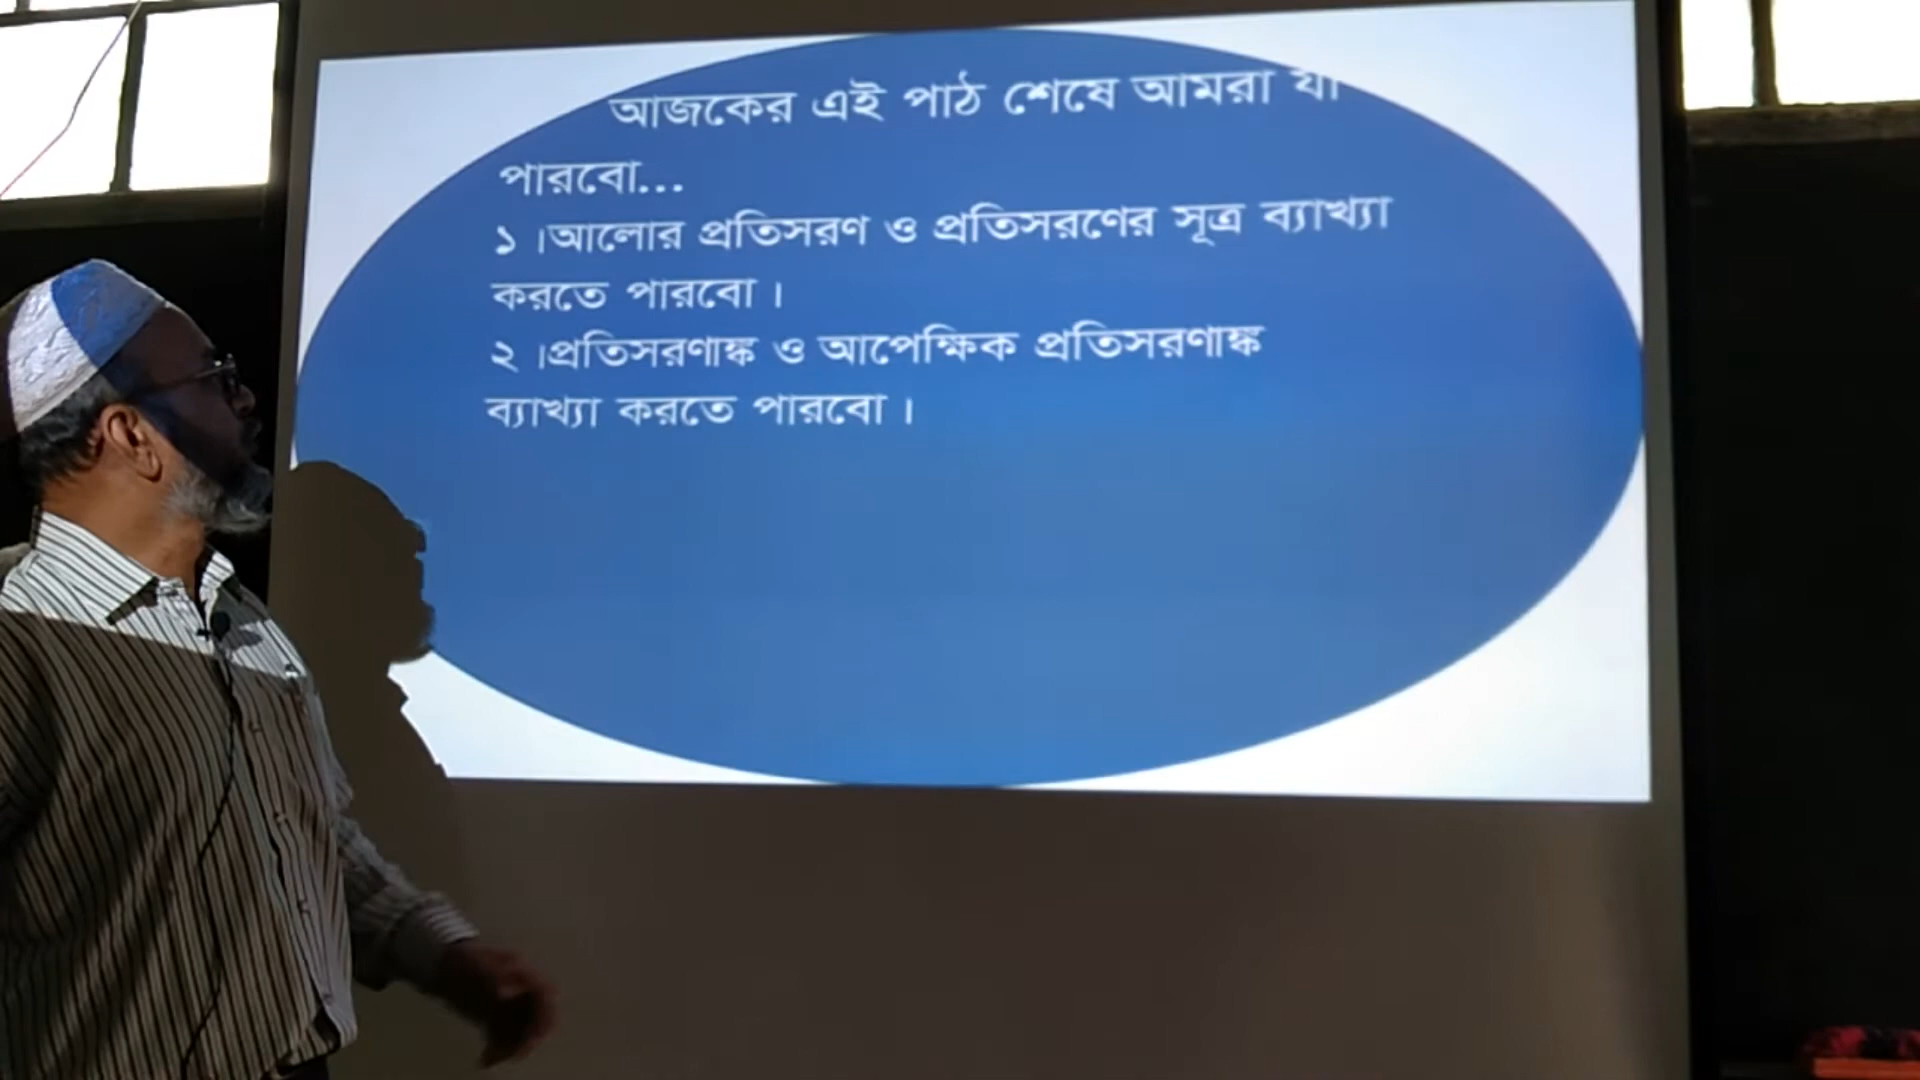 আজকের এই পাঠ শেষে আমরা যা
পারবো...
১।আলোর প্রতিসরণ ও প্রতিসরণের সূত্র ব্যাখ্যা
করতে পারবো।
২।প্রতিসরণাঙ্ক ও আপেক্ষিক প্রতিসরণাঙ্ক
ব্যাখ্যা করতে পারবো।